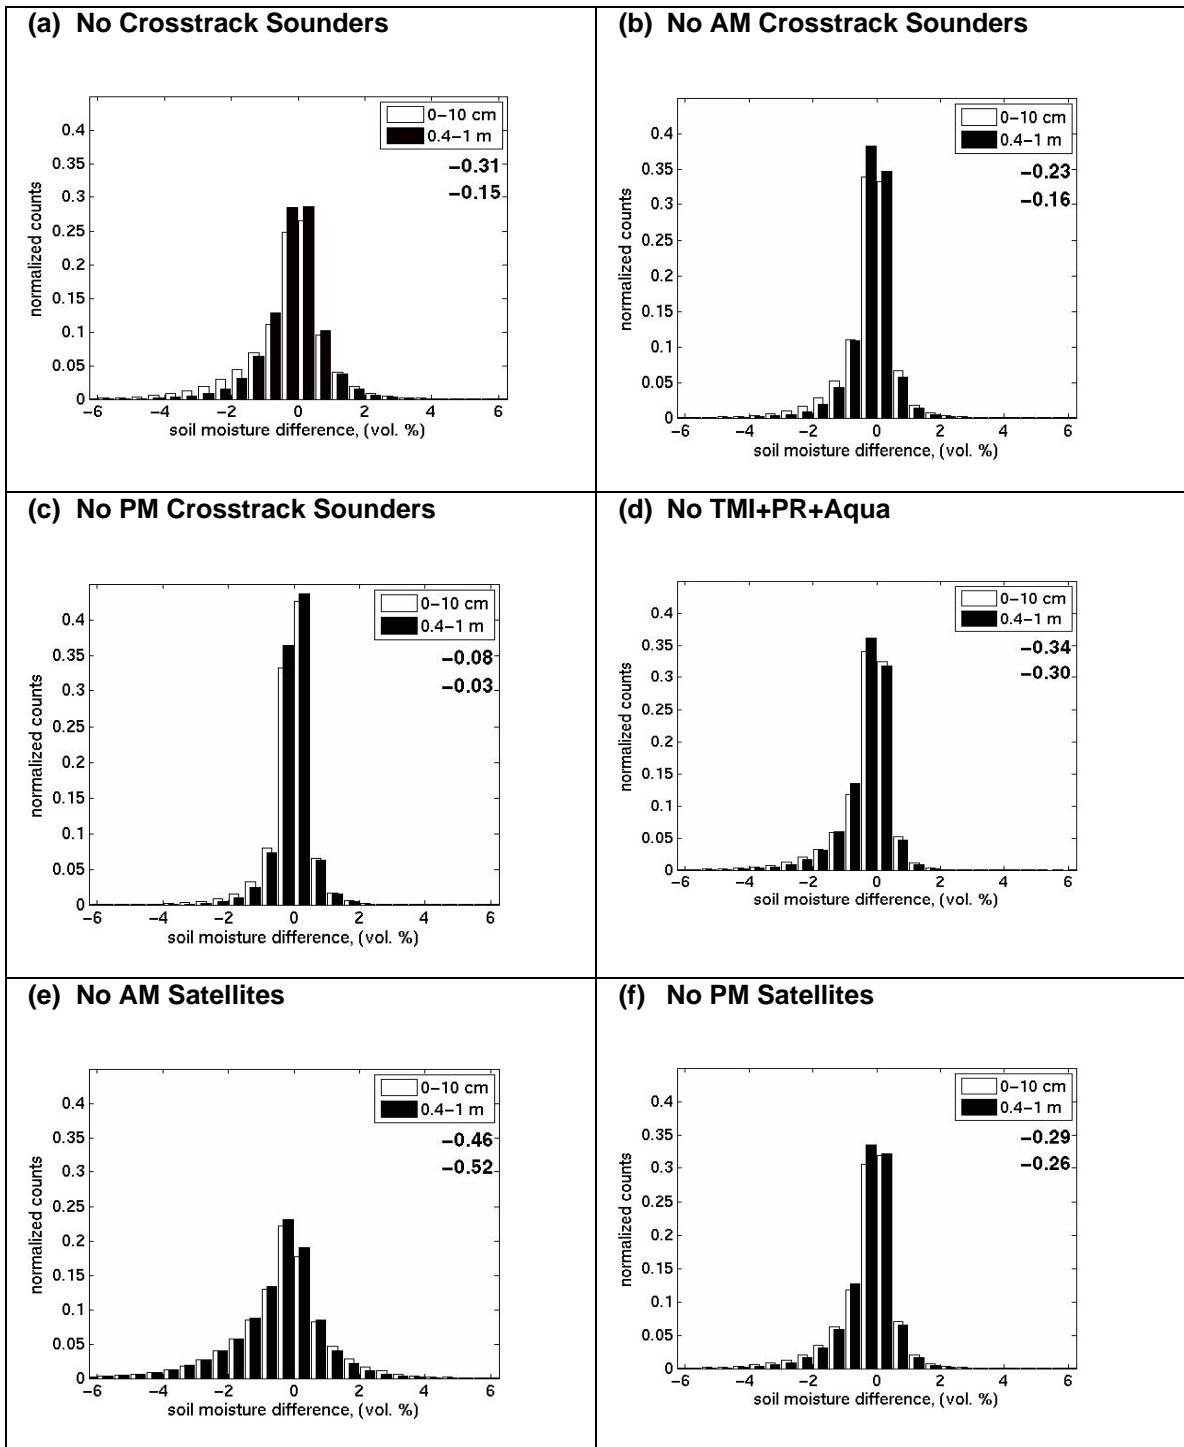 (a) No Crosstrack Sounders
0–10 cm
0.4–1 m
−0.31
−0.15
0.4
0.35
0.3
0.25
0.2
0.15
0.1
0.05
0
normalized counts
−6 −4 −2 0 2 4 6
soil moisture difference, (vol. %)
(b) No AM Crosstrack Sounders
0–10 cm
0.4–1 m
−0.23
−0.16
0.4
0.35
0.3
0.25
0.2
0.15
0.1
0.05
0
normalized counts
−6 −4 −2 0 2 4 6
soil moisture difference, (vol. %)
(c) No PM Crosstrack Sounders
0–10 cm
0.4–1 m
−0.08
−0.03
0.4
0.35
0.3
0.25
0.2
0.15
0.1
0.05
0
normalized counts
−6 −4 −2 0 2 4 6
soil moisture difference, (vol. %)
(d) No TMI+PR+Aqua
0–10 cm
0.4–1 m
−0.34
−0.30
0.4
0.35
0.3
0.25
0.2
0.15
0.1
0.05
0
normalized counts
−6 −4 −2 0 2 4 6
soil moisture difference, (vol. %)
(e) No AM Satellites
0–10 cm
0.4–1 m
−0.46
−0.52
0.4
0.35
0.3
0.25
0.2
0.15
0.1
0.05
0
normalized counts
−6 −4 −2 0 2 4 6
soil moisture difference, (vol. %)
(f) No PM Satellites
0–10 cm
0.4–1 m
−0.29
−0.26
0.4
0.35
0.3
0.25
0.2
0.15
0.1
0.05
0
normalized counts
−6 −4 −2 0 2 4 6
soil moisture difference, (vol. %)